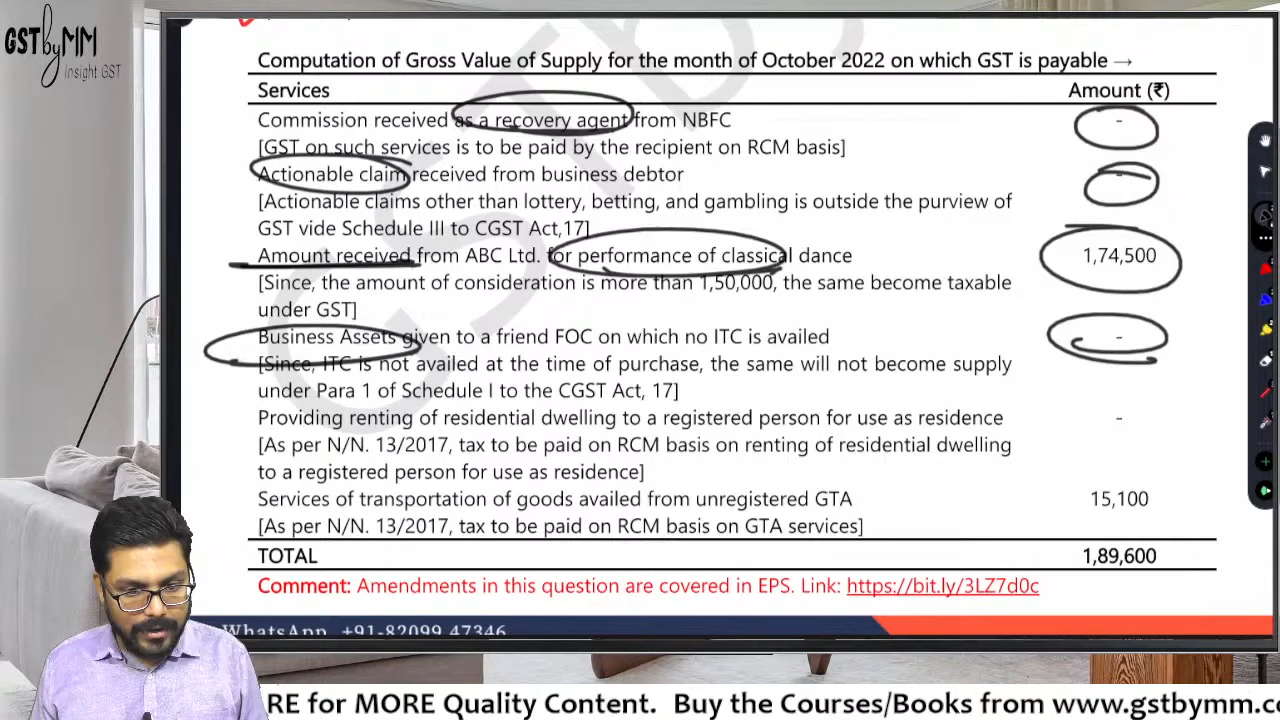 GSTbyMM
Insight GST
Computation of Gross Value of Supply for the month of October 2022 on which GST is payable →
Services Amount (₹)
Commission received as a recovery agent from NBFC -
[GST on such services is to be paid by the recipient on RCM basis]
Actionable claim received from business debtor -
[Actionable claims other than lottery, betting, and gambling is outside the purview of
GST vide Schedule III to CGST Act,17]
Amount received from ABC Ltd. for performance of classical dance 1,74,500
[Since, the amount of consideration is more than 1,50,000, the same become taxable
under GST]
Business Assets given to a friend FOC on which no ITC is availed -
[Since, ITC is not availed at the time of purchase, the same will not become supply
under Para 1 of Schedule I to the CGST Act, 17]
Providing renting of residential dwelling to a registered person for use as residence -
[As per N/N. 13/2017, tax to be paid on RCM basis on renting of residential dwelling
to a registered person for use as residence]
Services of transportation of goods availed from unregistered GTA 15,100
[As per N/N. 13/2017, tax to be paid on RCM basis on GTA services]
TOTAL 1,89,600
Comment: Amendments in this question are covered in EPS. Link: https://bit.ly/3LZ7d0c
WhatsApp +91-82099 47346
RE for MORE Quality Content. Buy the Courses/Books from www.gstbymm.c